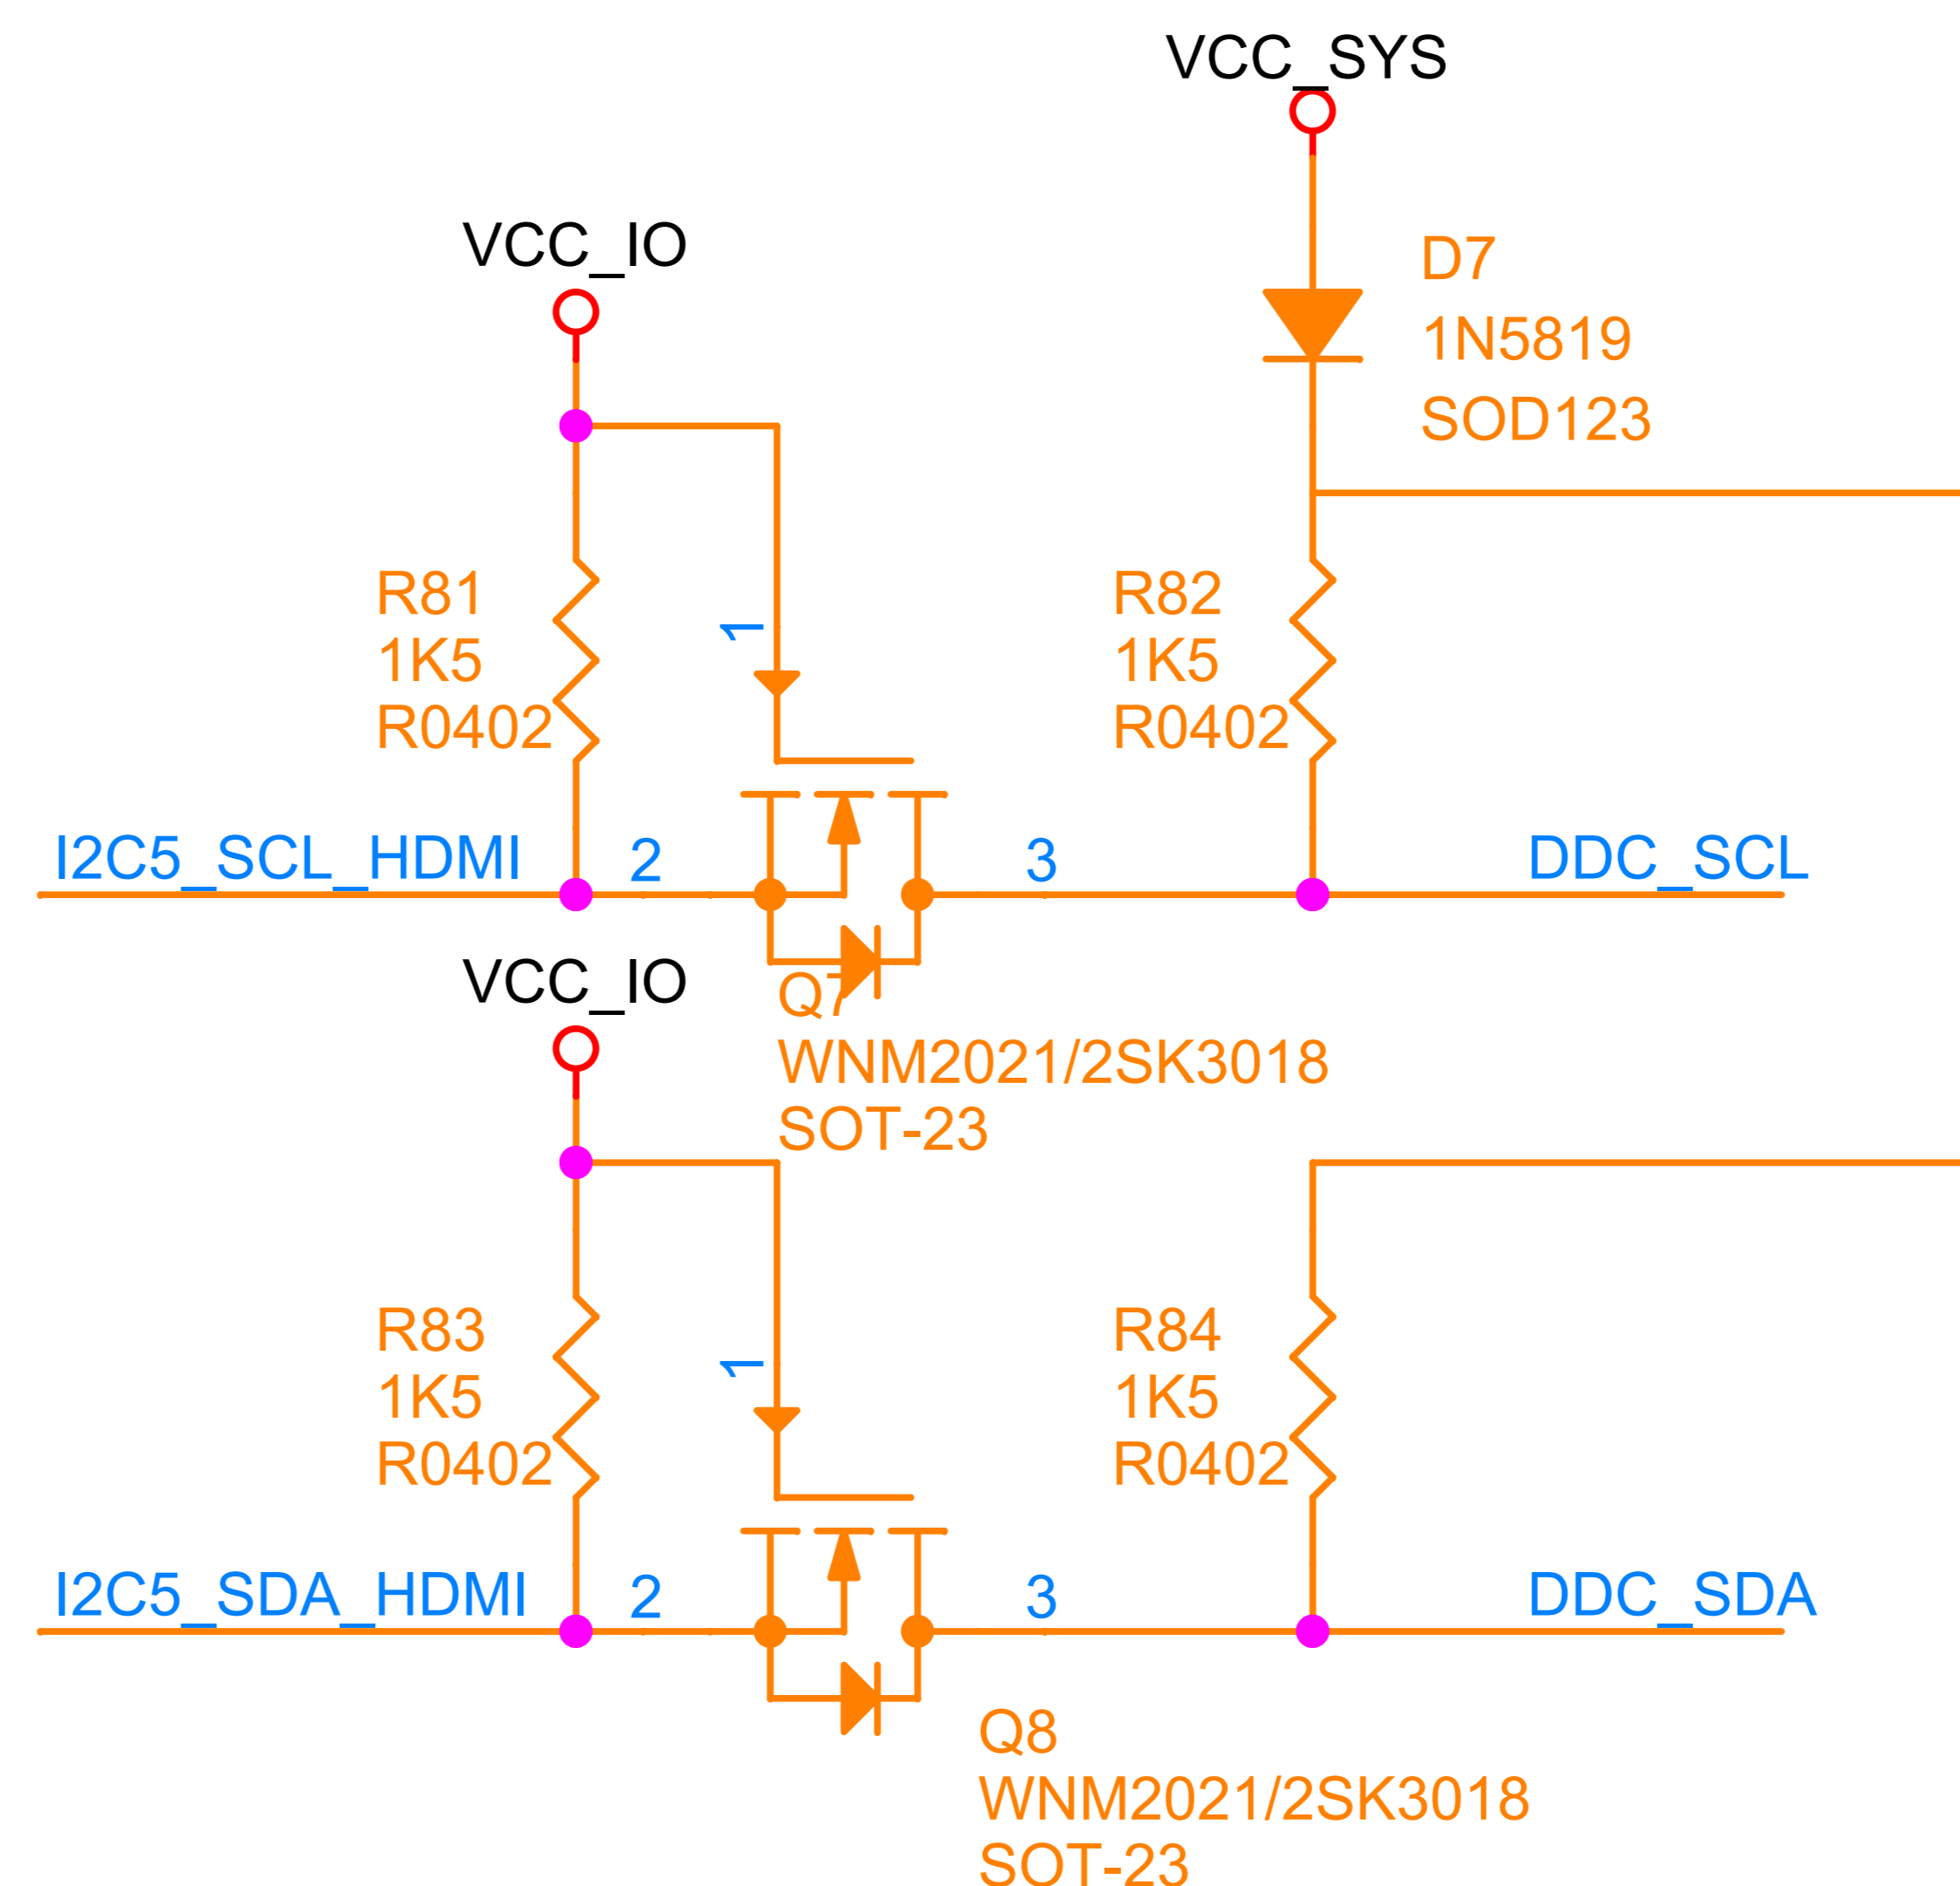 VCC_SYS
VCC_IO
D7
1N5819
SOD123
R81
1K5
R0402
1
R82
1K5
R0402
I2C5_SCL_HDMI
2
3
DDC_SCL
VCC_IO
Q7
WNM2021/2SK3018
SOT-23
R83
1K5
R0402
1
R84
1K5
R0402
I2C5_SDA_HDMI
2
3
DDC_SDA
Q8
WNM2021/2SK3018
SOT-23